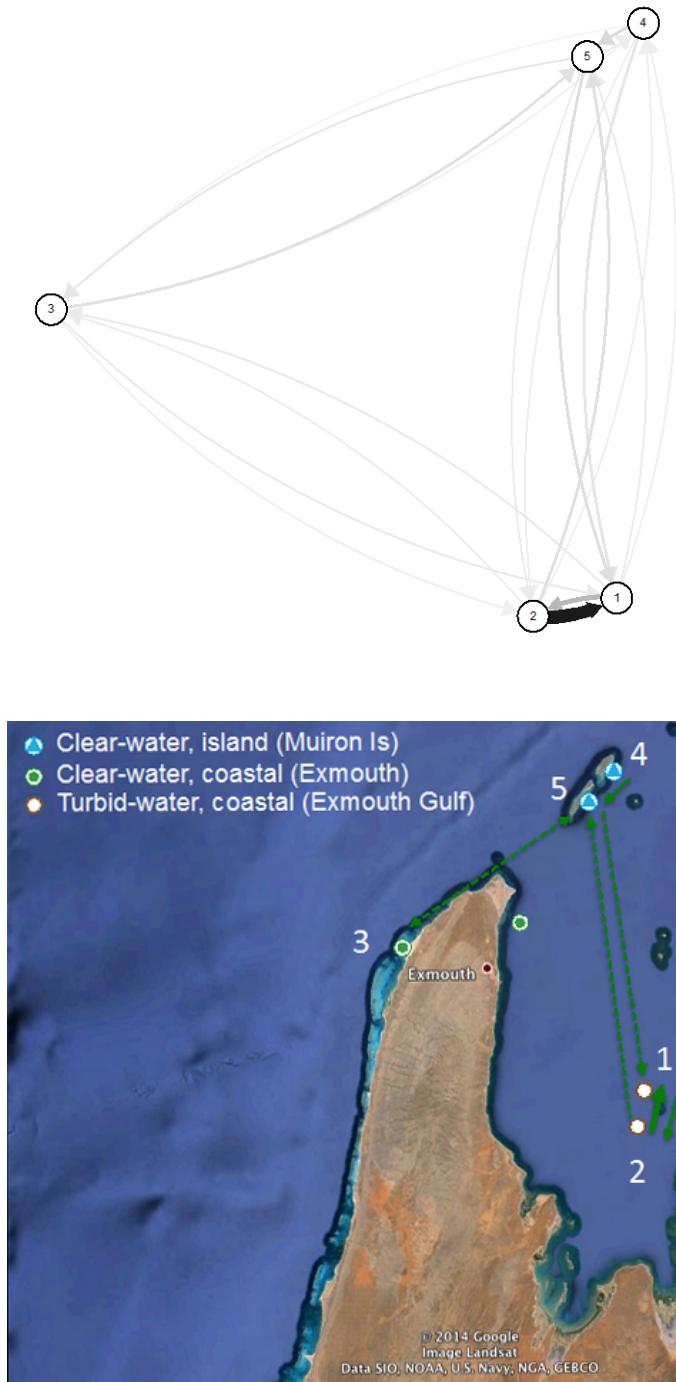 4
5
3
1
2
Clear-water, island (Muiron Is)
Clear-water, coastal (Exmouth)
Turbid-water, coastal (Exmouth Gulf)
4
5
3
Exmouth
1
2
© 2014 Google
Image Landsat
Data SIO, NOAA, U.S. Navy, NGA, GEBCO